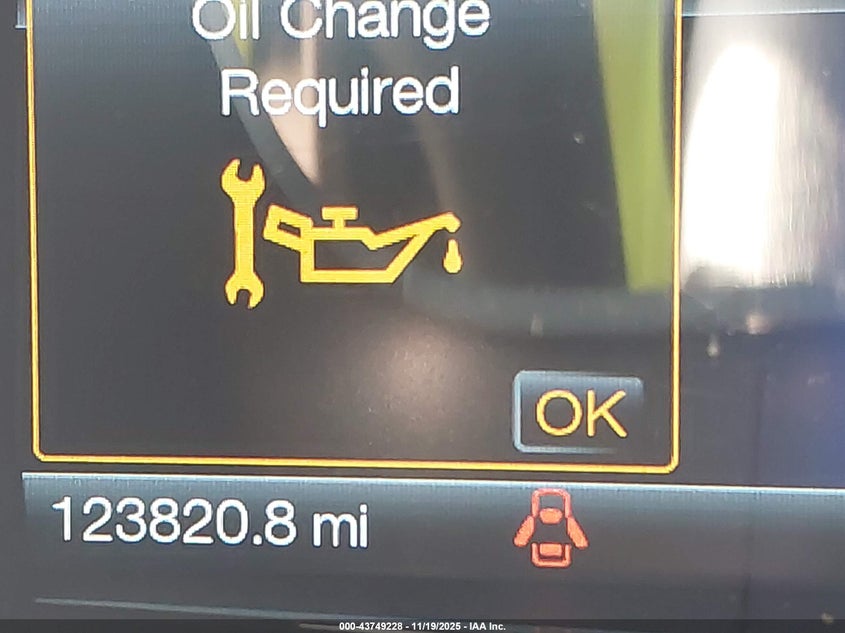 Oil Change
Required
OK
123820.8 mi
000-43749228 - 11/19/2025 - IAA Inc.